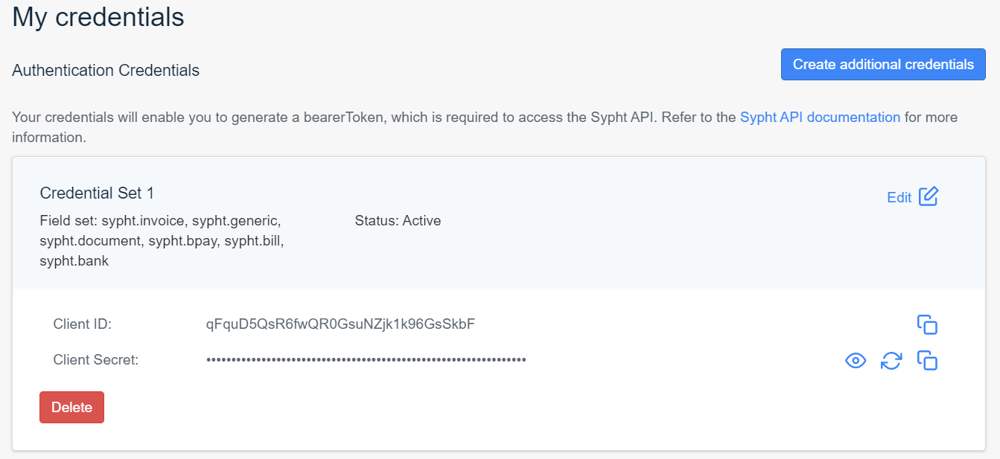 My credentials
Authentication Credentials
Create additional credentials
Your credentials will enable you to generate a bearerToken, which is required to access the Sypht API. Refer to the Sypht API documentation for more
information.
Credential Set 1
Edit
Field set: sypht.invoice, sypht.generic,
sypht.document, sypht.bpay, sypht.bill,
sypht.bank
Status: Active
Client ID: qFquD5QsR6fwQR0GsuNZjk1k96GsSkbF
Client Secret: ••••••••••••••••••••••••••••••••••••••••••••••••••••••••••••••••
Delete